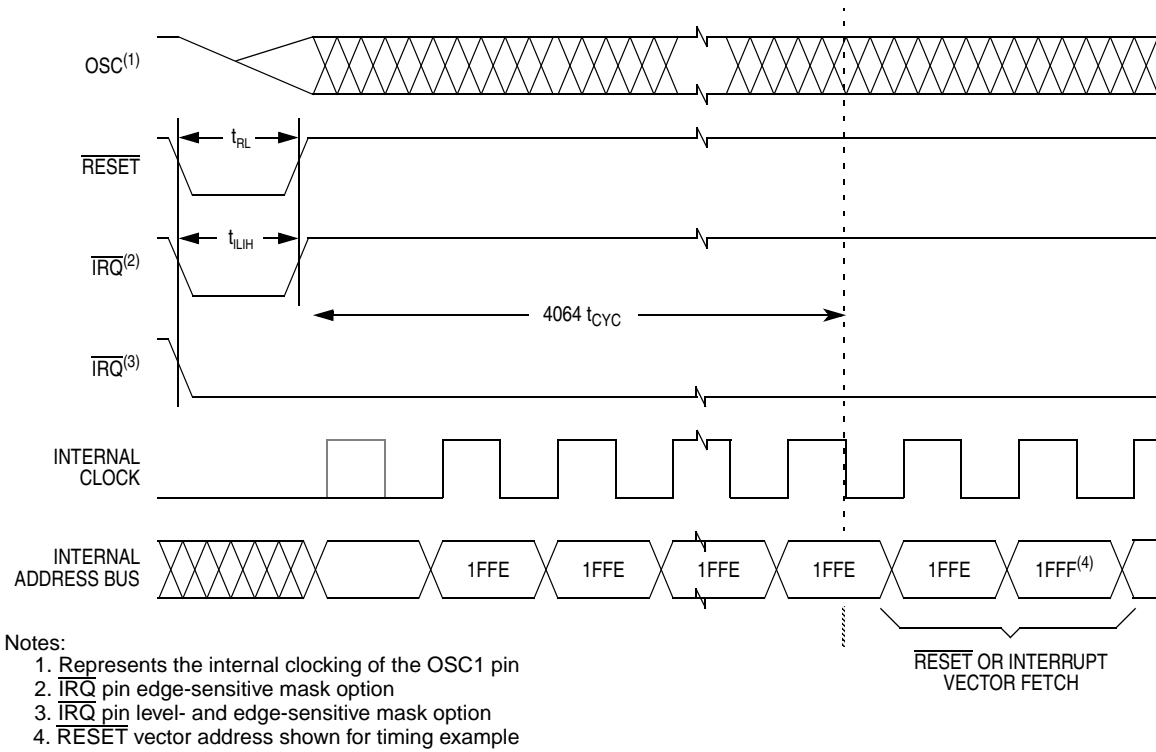 OSC(1)
RESET
tRL
IRQ(2)
tILIH
4064 tCYC
IRQ(3)
INTERNAL
CLOCK
INTERNAL
ADDRESS BUS
1FFE 1FFE 1FFE 1FFE 1FFE 1FFF(4)
RESET OR INTERRUPT
VECTOR FETCH
Notes:
1. Represents the internal clocking of the OSC1 pin
2. IRQ pin edge-sensitive mask option
3. IRQ pin level- and edge-sensitive mask option
4. RESET vector address shown for timing example